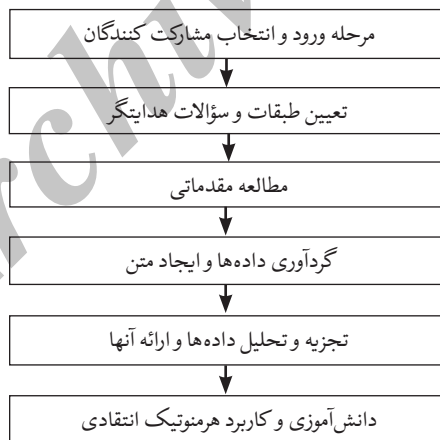 مرحله ورود و انتخاب مشارکت کنندگان
تعیین طبقات و سؤالات هدایتگر
مطالعه مقدماتی
گردآوری داده‌ها و ایجاد متن
تجزیه و تحلیل داده‌ها و ارائه آنها
دانش‌آموزی و کاربرد هرمنوتیک انتقادی